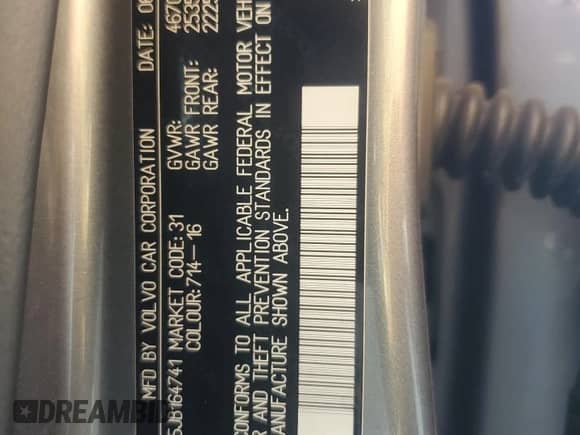 MFD BY VOLVO CAR CORPORATION DATE: 06
5JB164741 MARKET CODE: 31 GVWR: 4670
COLOUR: 714-16 GAWR FRONT: 2535
GAWR REAR: 2225
CONFORMS TO ALL APPLICABLE FEDERAL MOTOR VEH
AND THEFT PREVENTION STANDARDS IN EFFECT ON
MANUFACTURE SHOWN ABOVE.
DREAMBID